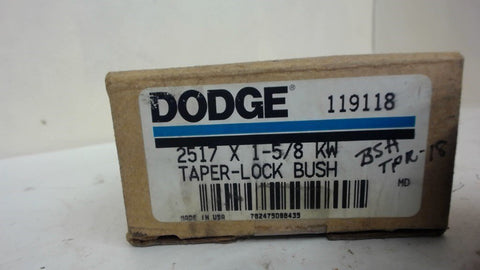 DODGE® 119118
2517 X 1-5/8 KW
TAPER-LOCK BUSH
BSH
TPR-18
MD
MADE IN USA